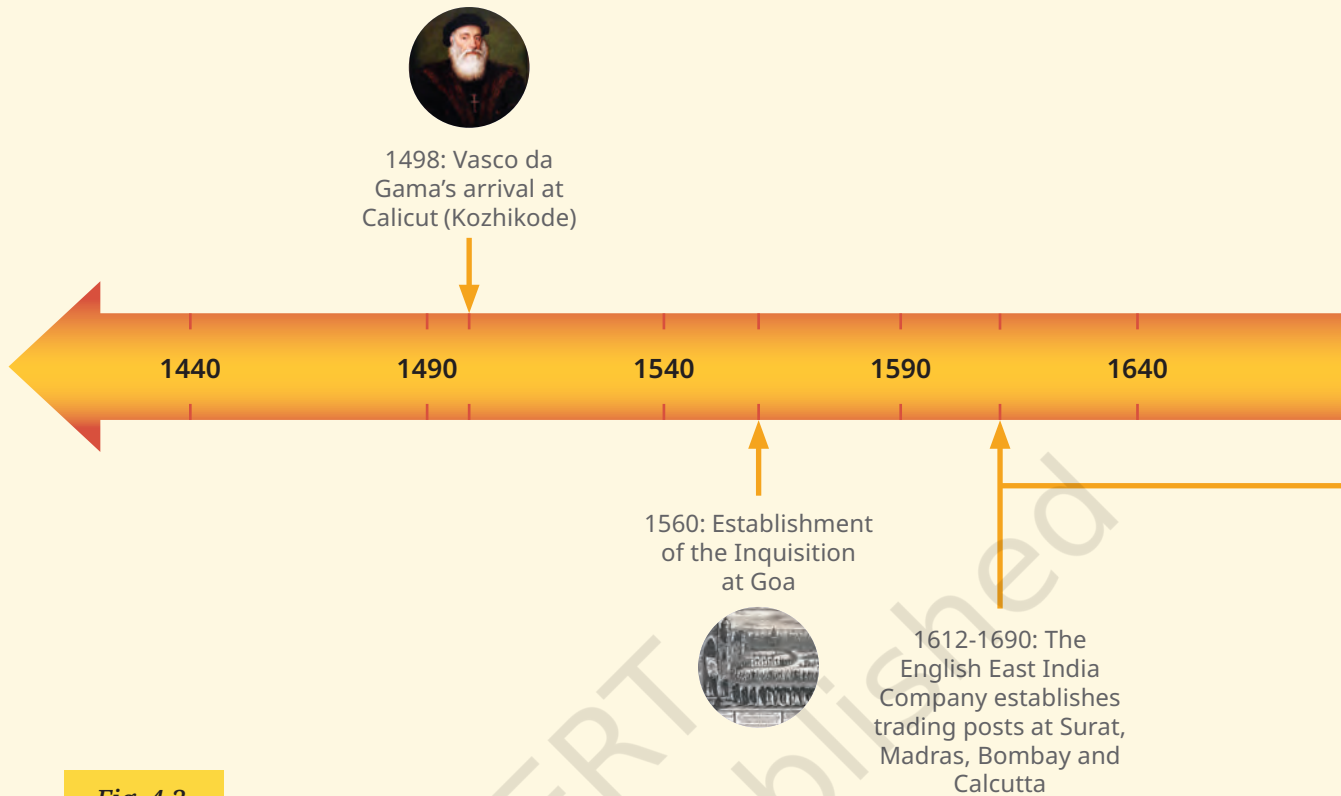 1498: Vasco da
Gama’s arrival at
Calicut (Kozhikode)
1440
1490
1540
1590
1640
1560: Establishment
of the Inquisition
at Goa
1612-1690: The
English East India
Company establishes
trading posts at Surat,
Madras, Bombay and
Calcutta